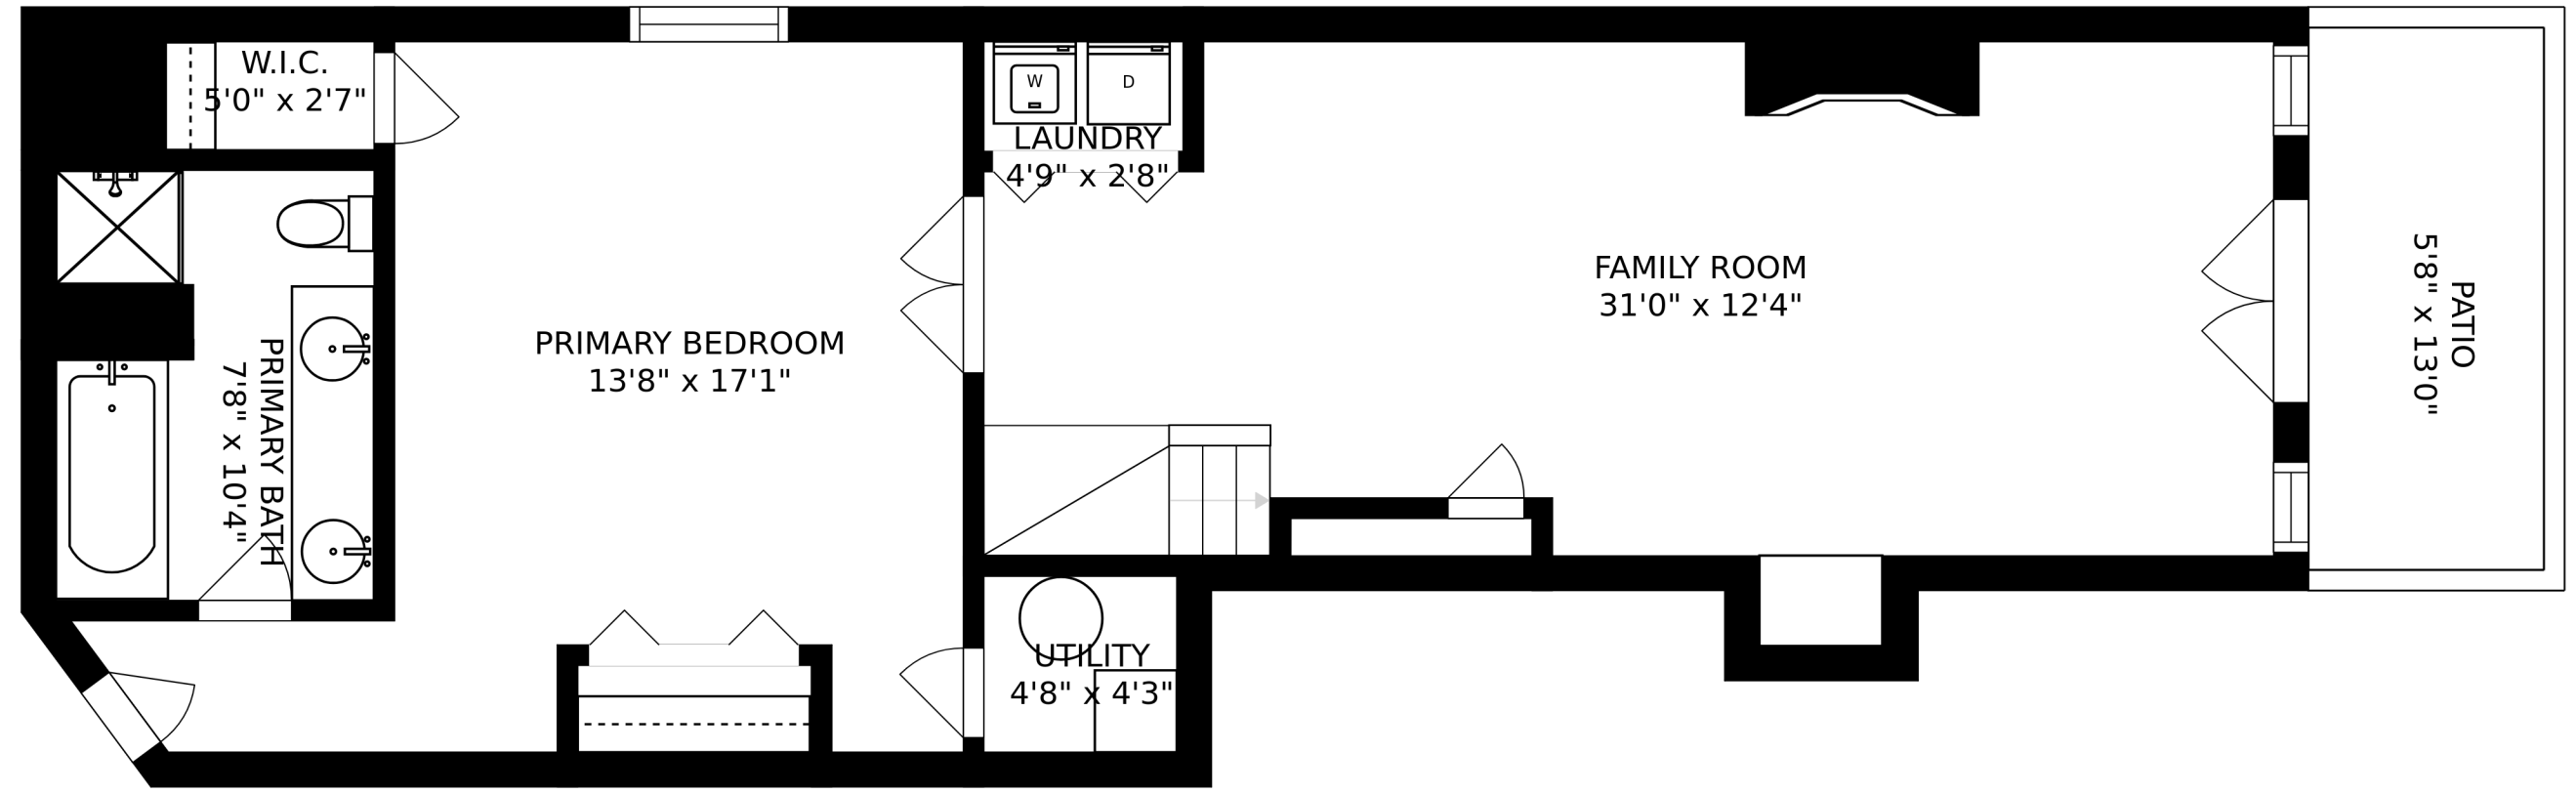 W.I.C.
5'0" x 2'7"
W
D
LAUNDRY
4'9" x 2'8"
FAMILY ROOM
31'0" x 12'4"
PATIO
5'8" x 13'0"
PRIMARY BEDROOM
13'8" x 17'1"
PRIMARY BATH
7'8" x 10'4"
UTILITY
4'8" x 4'3"